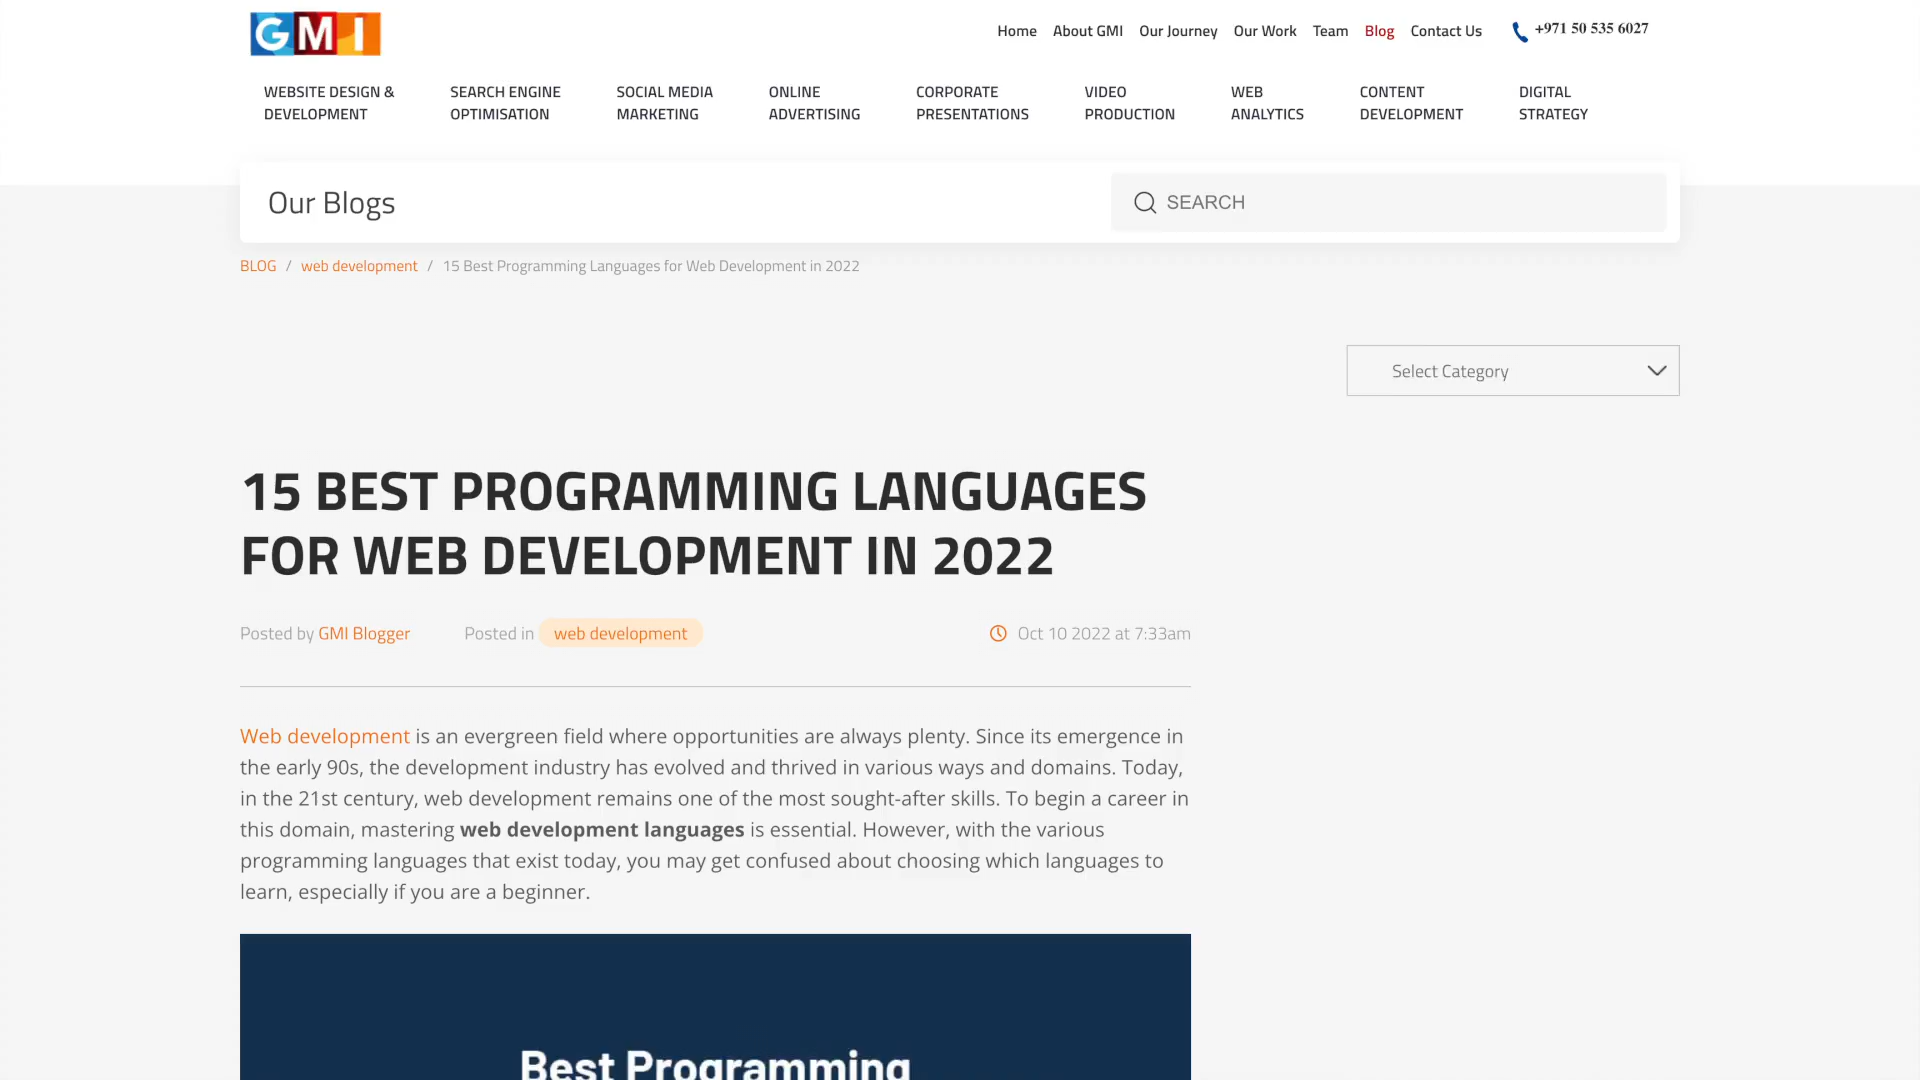 GMI
Home About GMI Our Journey Our Work Team Blog Contact Us +971 50 535 6027
WEBSITE DESIGN & DEVELOPMENT
SEARCH ENGINE OPTIMISATION
SOCIAL MEDIA MARKETING
ONLINE ADVERTISING
CORPORATE PRESENTATIONS
VIDEO PRODUCTION
WEB ANALYTICS
CONTENT DEVELOPMENT
DIGITAL STRATEGY
Our Blogs SEARCH
BLOG / web development / 15 Best Programming Languages for Web Development in 2022
Select Category
15 BEST PROGRAMMING LANGUAGES
FOR WEB DEVELOPMENT IN 2022
Posted by GMI Blogger Posted in web development Oct 10 2022 at 7:33am
Web development is an evergreen field where opportunities are always plenty. Since its emergence in
the early 90s, the development industry has evolved and thrived in various ways and domains. Today,
in the 21st century, web development remains one of the most sought-after skills. To begin a career in
this domain, mastering web development languages is essential. However, with the various
programming languages that exist today, you may get confused about choosing which languages to
learn, especially if you are a beginner.
Best Programming